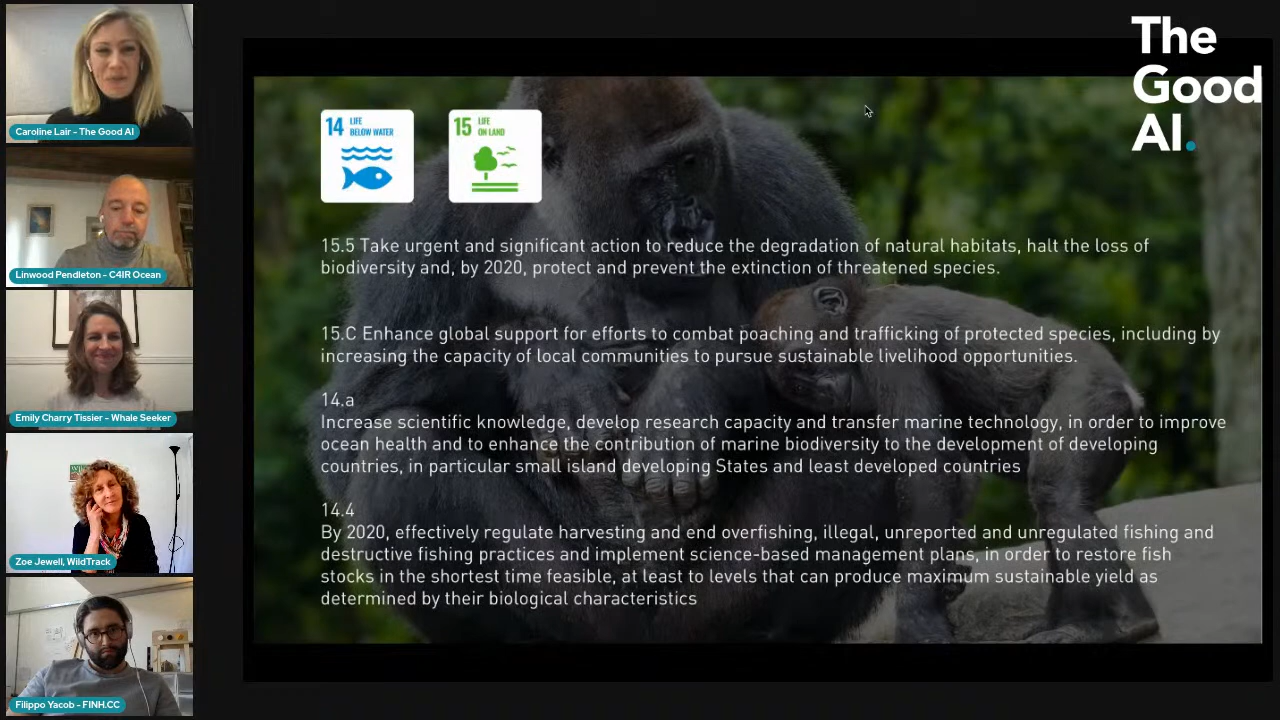 Caroline Lair - The Good AI
Linwood Pendleton - C4IR Ocean
Emily Charry Tissier - Whale Seeker
Zoe Jewell, WildTrack
Filippo Yacob - FINH.CC
The
Good
AI.
14 LIFE
BELOW WATER
15 LIFE
ON LAND
15.5 Take urgent and significant action to reduce the degradation of natural habitats, halt the loss of
biodiversity and, by 2020, protect and prevent the extinction of threatened species.
15.C Enhance global support for efforts to combat poaching and trafficking of protected species, including by
increasing the capacity of local communities to pursue sustainable livelihood opportunities.
14.a
Increase scientific knowledge, develop research capacity and transfer marine technology, in order to improve
ocean health and to enhance the contribution of marine biodiversity to the development of developing
countries, in particular small island developing States and least developed countries
14.4
By 2020, effectively regulate harvesting and end overfishing, illegal, unreported and unregulated fishing and
destructive fishing practices and implement science-based management plans, in order to restore fish
stocks in the shortest time feasible, at least to levels that can produce maximum sustainable yield as
determined by their biological characteristics